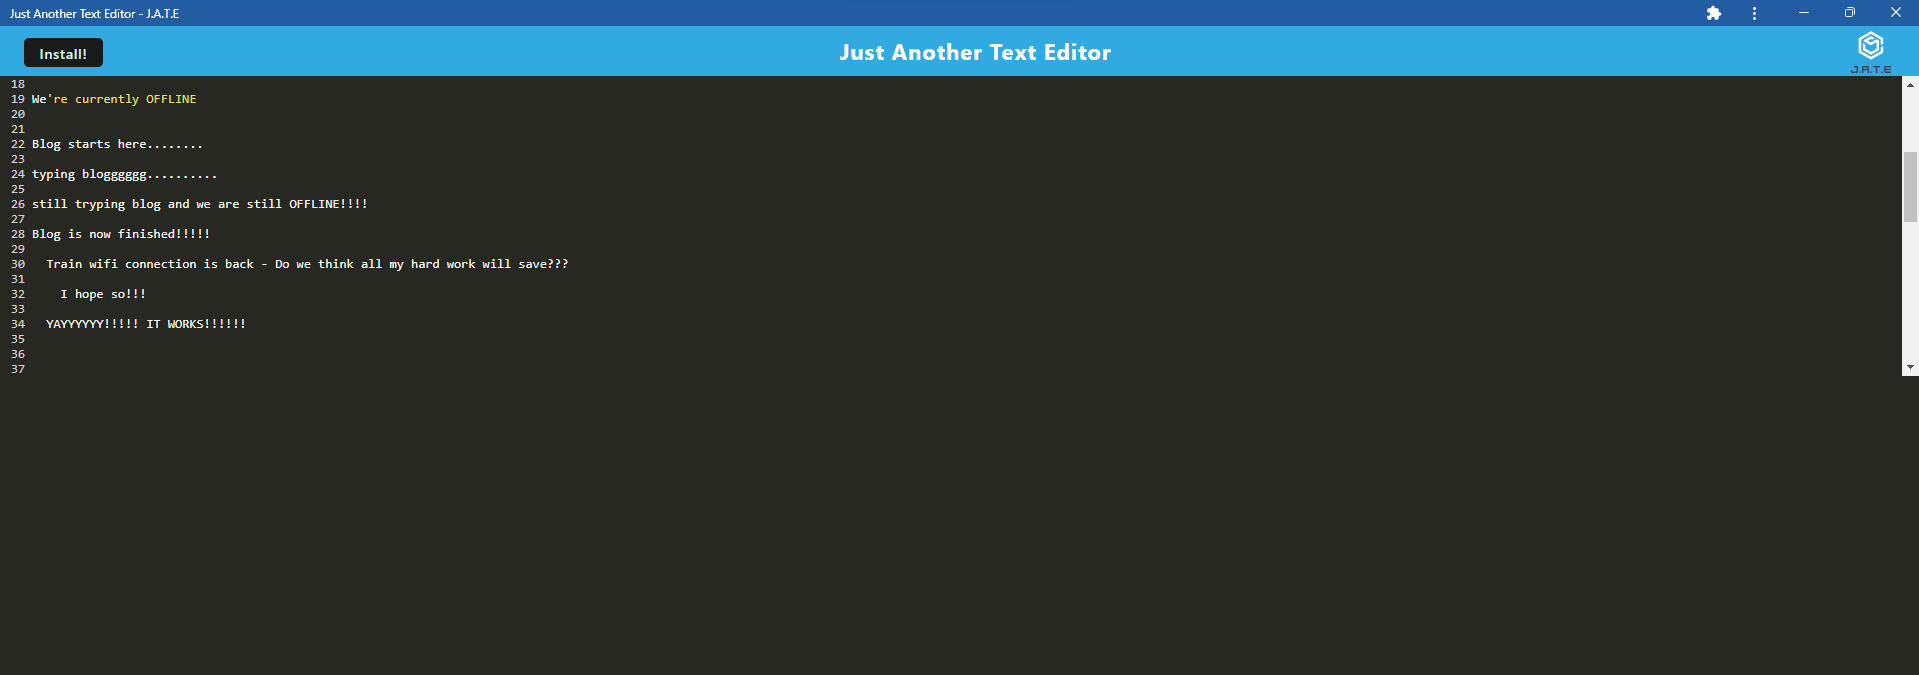 Just Another Text Editor - J.A.T.E
Install!
Just Another Text Editor
J.A.T.E
18
19 We're currently OFFLINE
20
21
22 Blog starts here........
23
24 typing blogggggg..........
25
26 still tryping blog and we are still OFFLINE!!!!
27
28 Blog is now finished!!!!!
29
30 Train wifi connection is back - Do we think all my hard work will save???
31
32 I hope so!!!
33
34 YAYYYYYY!!!!! IT WORKS!!!!!!
35
36
37